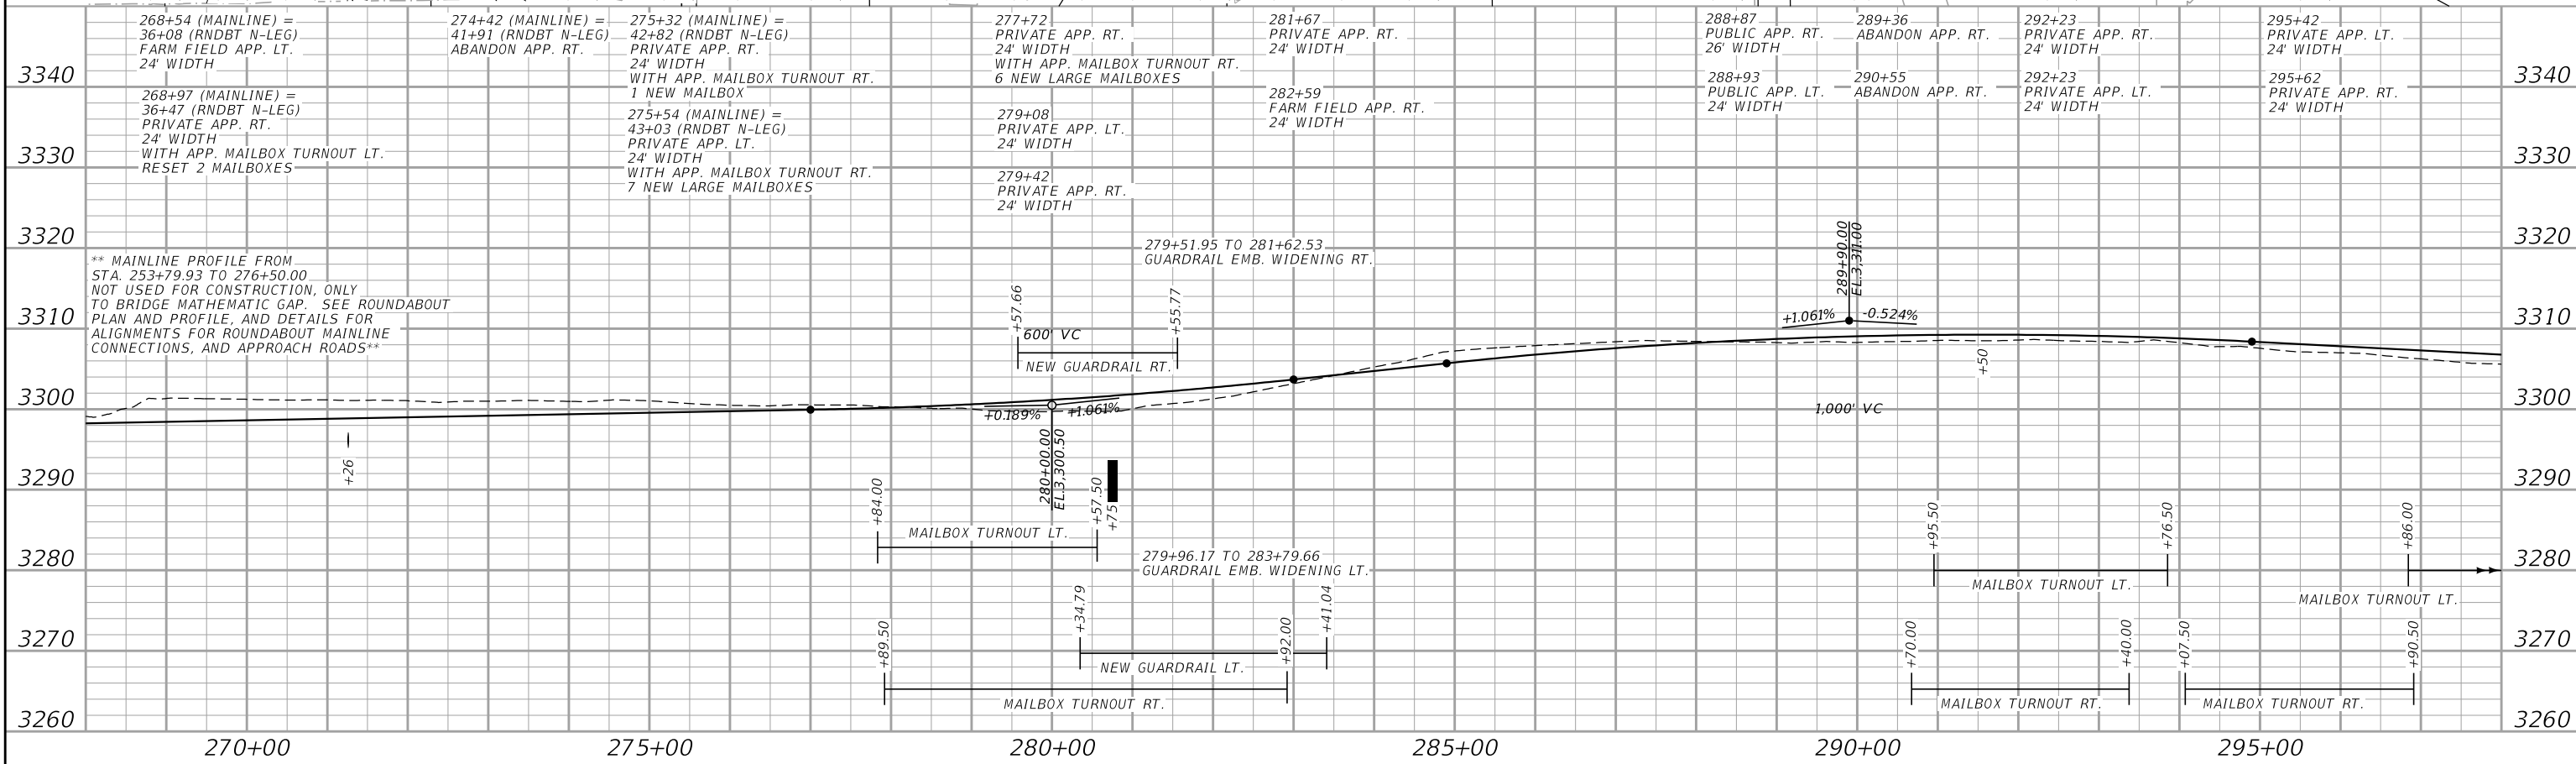 268+54 (MAINLINE) =
36+08 (RNDBT N-LEG)
FARM FIELD APP. LT.
24' WIDTH
268+97 (MAINLINE) =
36+47 (RNDBT N-LEG)
PRIVATE APP. RT.
24' WIDTH
WITH APP. MAILBOX TURNOUT LT.
RESET 2 MAILBOXES
274+42 (MAINLINE) =
41+91 (RNDBT N-LEG)
ABANDON APP. RT.
275+32 (MAINLINE) =
42+82 (RNDBT N-LEG)
PRIVATE APP. RT.
24' WIDTH
WITH APP. MAILBOX TURNOUT RT.
1 NEW MAILBOX
275+54 (MAINLINE) =
43+03 (RNDBT N-LEG)
PRIVATE APP. LT.
24' WIDTH
WITH APP. MAILBOX TURNOUT RT.
7 NEW LARGE MAILBOXES
277+72
PRIVATE APP. RT.
24' WIDTH
WITH APP. MAILBOX TURNOUT RT.
6 NEW LARGE MAILBOXES
279+08
PRIVATE APP. LT.
24' WIDTH
279+42
PRIVATE APP. RT.
24' WIDTH
281+67
PRIVATE APP. RT.
24' WIDTH
282+59
FARM FIELD APP. RT.
24' WIDTH
288+87
PUBLIC APP. RT.
26' WIDTH
288+93
PUBLIC APP. LT.
24' WIDTH
289+36
ABANDON APP. RT.
290+55
ABANDON APP. RT.
292+23
PRIVATE APP. RT.
24' WIDTH
292+23
PRIVATE APP. LT.
24' WIDTH
295+42
PRIVATE APP. LT.
24' WIDTH
295+62
PRIVATE APP. RT.
24' WIDTH
3340
3330
3320
3310
3300
3290
3280
3270
3260
** MAINLINE PROFILE FROM
STA. 253+79.93 TO 276+50.00
NOT USED FOR CONSTRUCTION, ONLY
TO BRIDGE MATHEMATIC GAP. SEE ROUNDABOUT
PLAN AND PROFILE, AND DETAILS FOR
ALIGNMENTS FOR ROUNDABOUT MAINLINE
CONNECTIONS, AND APPROACH ROADS**
279+51.95 TO 281+62.53
GUARDRAIL EMB. WIDENING RT.
+57.66
+55.77
600' VC
NEW GUARDRAIL RT.
289+90.00
EL.3,311.00
+1.061%
-0.524%
+50
1,000' VC
+0.189%
+1.061%
280+00.00
EL.3,300.50
+26
+84.00
+57.50
+75
MAILBOX TURNOUT LT.
279+96.17 TO 283+79.66
GUARDRAIL EMB. WIDENING LT.
+34.79
+41.04
NEW GUARDRAIL LT.
+89.50
+92.00
MAILBOX TURNOUT RT.
+95.50
+76.50
MAILBOX TURNOUT LT.
+86.00
MAILBOX TURNOUT LT.
+70.00
+40.00
MAILBOX TURNOUT RT.
+07.50
+90.50
MAILBOX TURNOUT RT.
3340
3330
3320
3310
3300
3290
3280
3270
3260
270+00
275+00
280+00
285+00
290+00
295+00